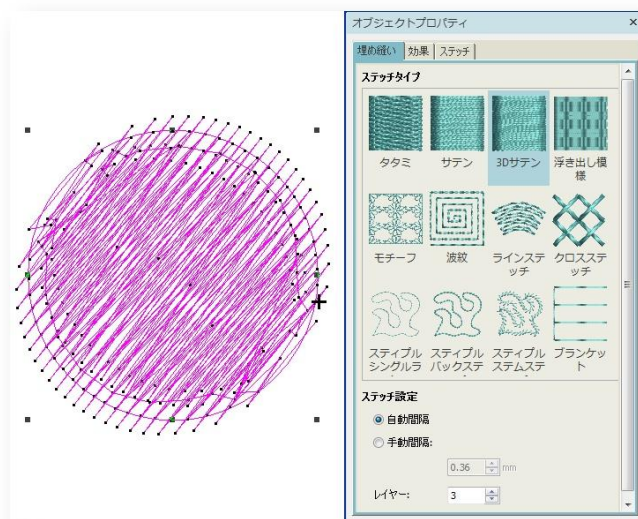 オブジェクトプロパティ
埋め縫い 効果 ステッチ
ステッチタイプ
タタミ サテン 3Dサテン 浮き出し模
様
モチーフ 波紋 ラインステ クロスステ
ッチ ッチ
スティプル スティプル スティプル ブランケッ
シングルラ バックステ ステムステ ト
ステッチ設定
自動間隔
手動間隔:
0.36 mm
レイヤー: 3